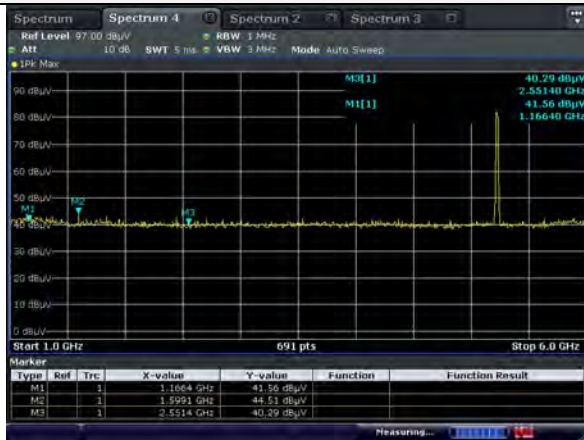 Spectrum Spectrum 4 Spectrum 2 Spectrum 3
Ref Level 97.00 dBµV RBW 1 MHz
Att 10 dB SWT 5 ms VBW 3 MHz Mode Auto Sweep
1Pk Max
M3[1] 40.29 dBµV
2.55140 GHz
M1[1] 41.56 dBµV
1.16640 GHz
90 dBµV
80 dBµV
70 dBµV
60 dBµV
50 dBµV
M1 M2 M3
40 dBµV
30 dBµV
20 dBµV
10 dBµV
0 dBµV
Start 1.0 GHz 691 pts Stop 6.0 GHz
Marker
Type Ref Trc X-value Y-value Function Function Result
M1 1 1.1664 GHz 41.56 dBµV
M2 1 1.5991 GHz 44.51 dBµV
M3 1 2.5514 GHz 40.29 dBµV
Measuring...